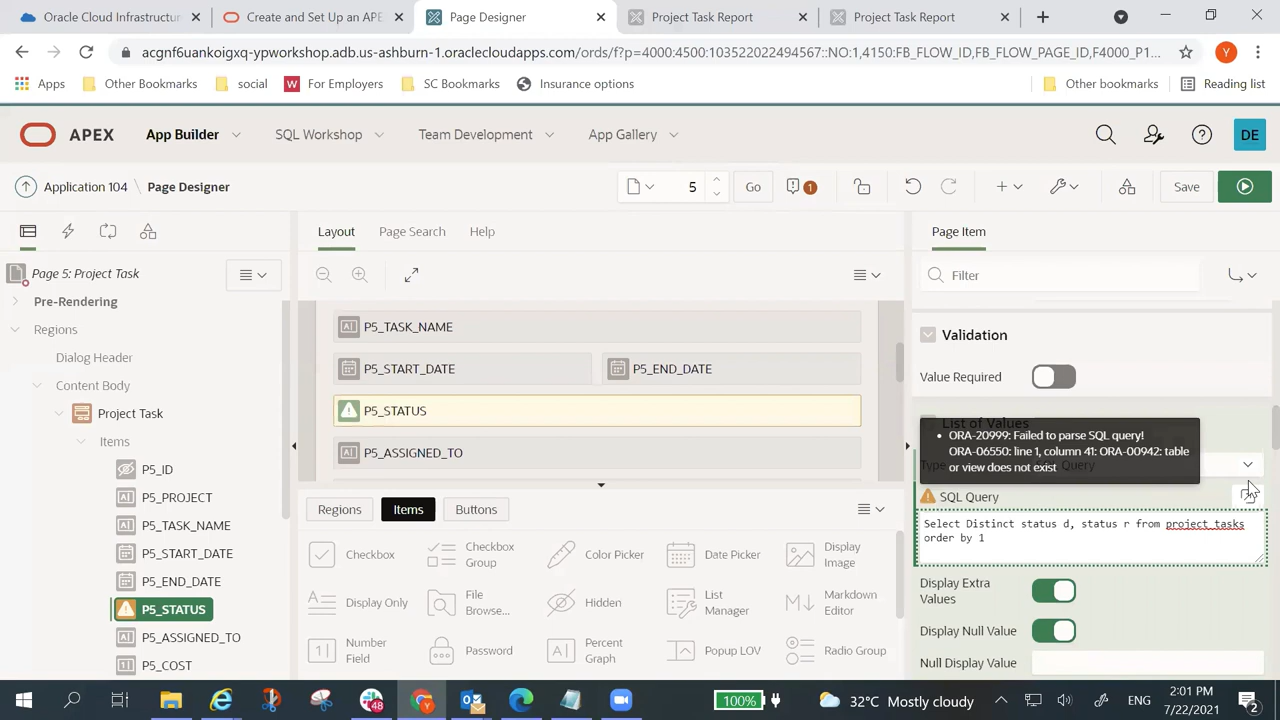 Oracle Cloud Infrastructure
Create and Set Up an APE
Page Designer
Project Task Report
Project Task Report
acgnf6uankoigxq-ypworkshop.adb.us-ashburn-1.oraclecloudapps.com/ords/f?p=4000:4500:103522022494567::NO:1,4150:FB_FLOW_ID,FB_FLOW_PAGE_ID,F4000_P1...
Y
Apps
Other Bookmarks
social
W
For Employers
SC Bookmarks
Insurance options
Other bookmarks
Reading list
APEX
App Builder
SQL Workshop
Team Development
App Gallery
DE
Application 104
\
Page Designer
5
Go
1
Save
Layout
Page Search
Help
Page Item
Page 5: Project Task
Filter
Pre-Rendering
Regions
Dialog Header
Content Body
Project Task
Items
P5_ID
P5_PROJECT
P5_TASK_NAME
P5_START_DATE
P5_END_DATE
P5_STATUS
P5_ASSIGNED_TO
P5_COST
P5_TASK_NAME
P5_START_DATE
P5_END_DATE
P5_STATUS
P5_ASSIGNED_TO
Regions
Items
Buttons
Checkbox
Checkbox
Group
Color Picker
Date Picker
Display
Image
Display Only
File
Browse...
Hidden
List
Manager
Markdown
Editor
Number
Field
Password
Percent
Graph
Popup LOV
Radio Group
Validation
Value Required
List of Values
ORA-20999: Failed to parse SQL query!
ORA-06550: line 1, column 41: ORA-00942: table
or view does not exist
Type
Query
SQL Query
Select Distinct status d, status r from project_tasks
order by 1
Display Extra
Values
Display Null Value
Null Display Value
48
Y
100%
32°C Mostly cloudy
ENG
2:01 PM
7/22/2021
2